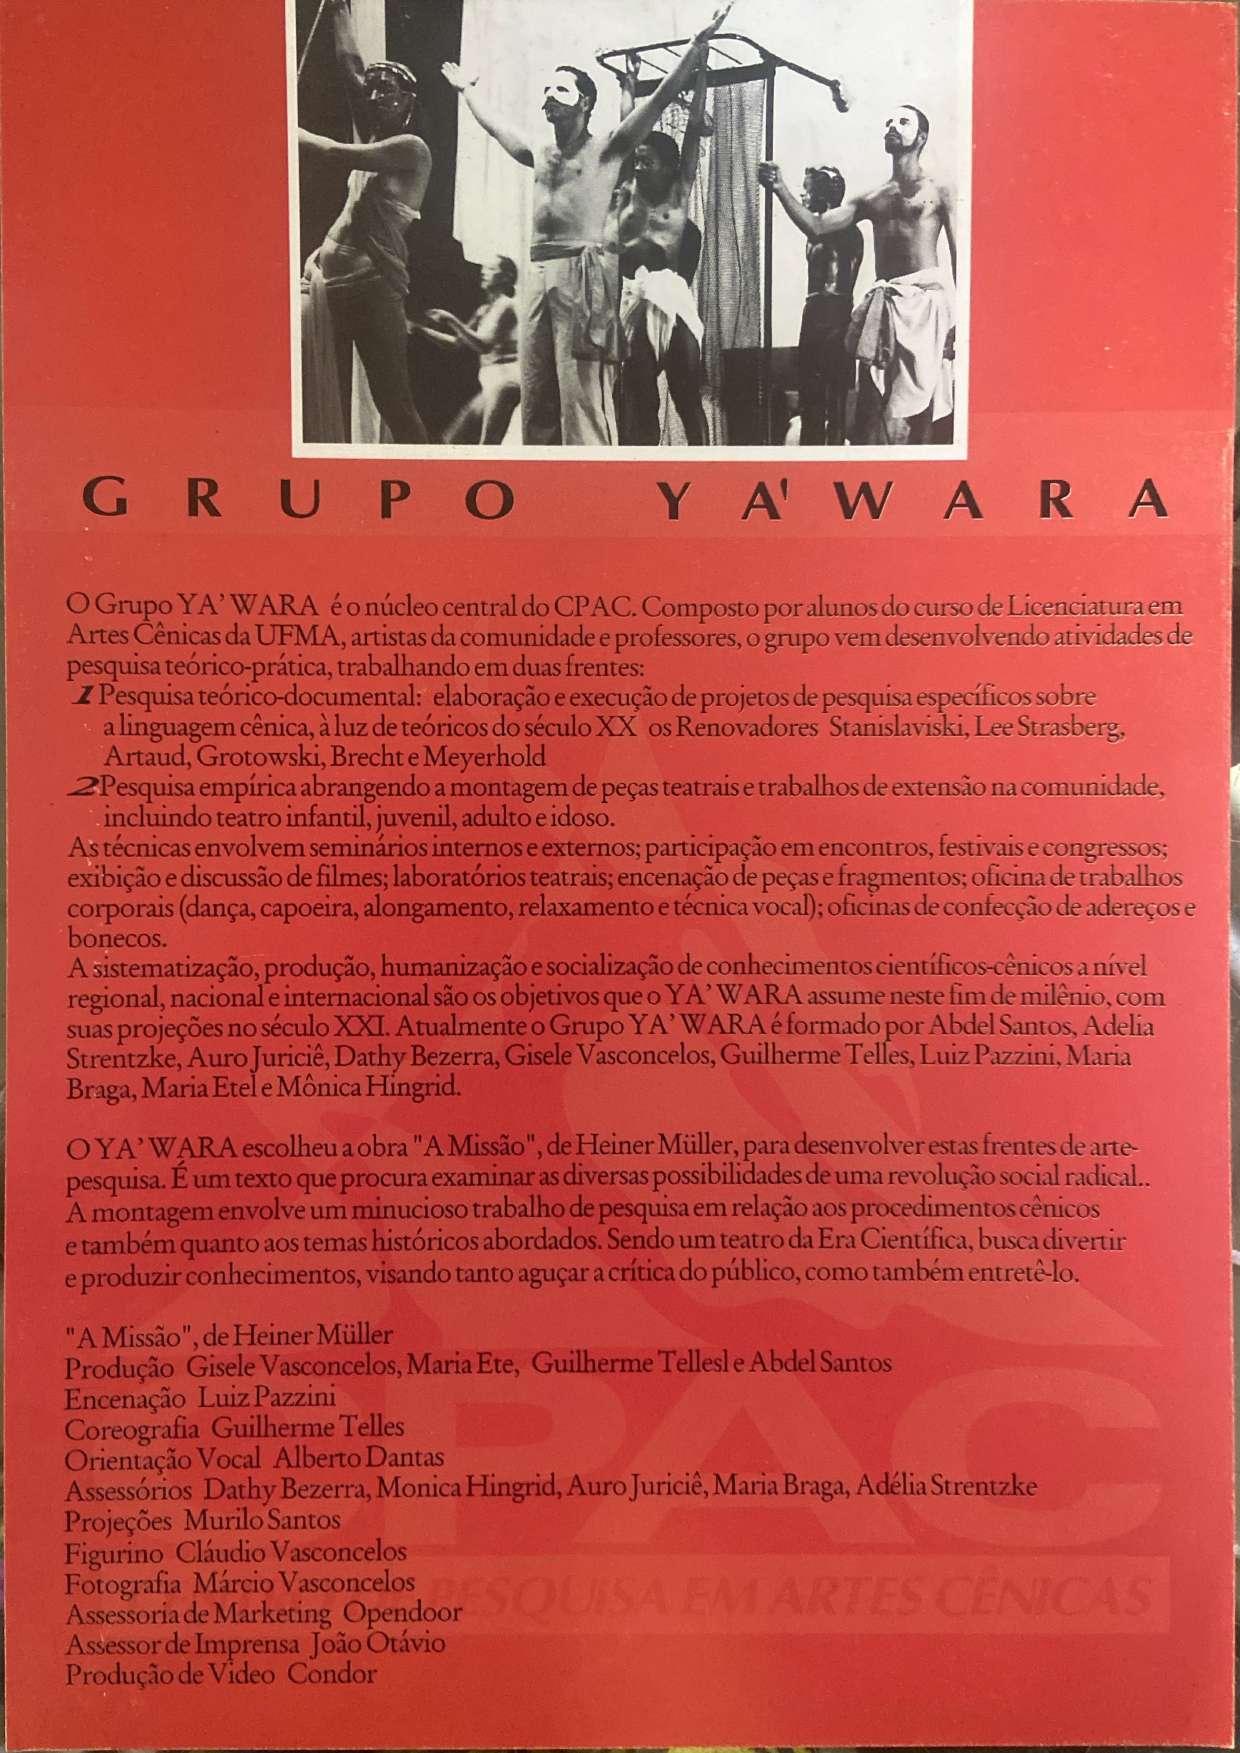 GRUPO YA'WARA
O Grupo YA' WARA é o núcleo central do CPAC. Composto por alunos do curso de Licenciatura em
Artes Cênicas da UFMA, artistas da comunidade e professores, o grupo vem desenvolvendo atividades de
pesquisa teórico-prática, trabalhando em duas frentes:
1 Pesquisa teórico-documental: elaboração e execução de projetos de pesquisa específicos sobre
a linguagem cênica, à luz de teóricos do século XX os Renovadores Stanislaviski, Lee Strasberg,
Artaud, Grotowski, Brecht e Meyerhold
2 Pesquisa empírica abrangendo a montagem de peças teatrais e trabalhos de extensão na comunidade,
incluindo teatro infantil, juvenil, adulto e idoso.
As técnicas envolvem seminários internos e externos; participação em encontros, festivais e congressos;
exibição e discussão de filmes; laboratórios teatrais; encenação de peças e fragmentos; oficina de trabalhos
corporais (dança, capoeira, alongamento, relaxamento e técnica vocal); oficinas de confecção de adereços e
bonecos.
A sistematização, produção, humanização e socialização de conhecimentos científicos-cênicos a nível
regional, nacional e internacional são os objetivos que o YA' WARA assume neste fim de milênio, com
suas projeções no século XXI. Atualmente o Grupo YA' WARA é formado por Abdel Santos, Adelia
Strentzke, Auro Juriciê, Dathy Bezerra, Gisele Vasconcelos, Guilherme Telles, Luiz Pazzini, Maria
Braga, Maria Etel e Mônica Hingrid.
O YA' WARA escolheu a obra "A Missão", de Heiner Müller, para desenvolver estas frentes de arte-
pesquisa. É um texto que procura examinar as diversas possibilidades de uma revolução social radical..
A montagem envolve um minucioso trabalho de pesquisa em relação aos procedimentos cênicos
e também quanto aos temas históricos abordados. Sendo um teatro da Era Científica, busca divertir
e produzir conhecimentos, visando tanto aguçar a crítica do público, como também entretê-lo.
"A Missão", de Heiner Müller
Produção Gisele Vasconcelos, Maria Ete, Guilherme Tellesl e Abdel Santos
Encenação Luiz Pazzini
Coreografia Guilherme Telles
Orientação Vocal Alberto Dantas
Assessórios Dathy Bezerra, Monica Hingrid, Auro Juriciê, Maria Braga, Adélia Strentzke
Projeções Murilo Santos
Figurino Cláudio Vasconcelos
Fotografia Márcio Vasconcelos
Assessoria de Marketing Opendoor
Assessor de Imprensa João Otávio
Produção de Video Condor
CPAC
PESQUISA EM ARTES CÊNICAS